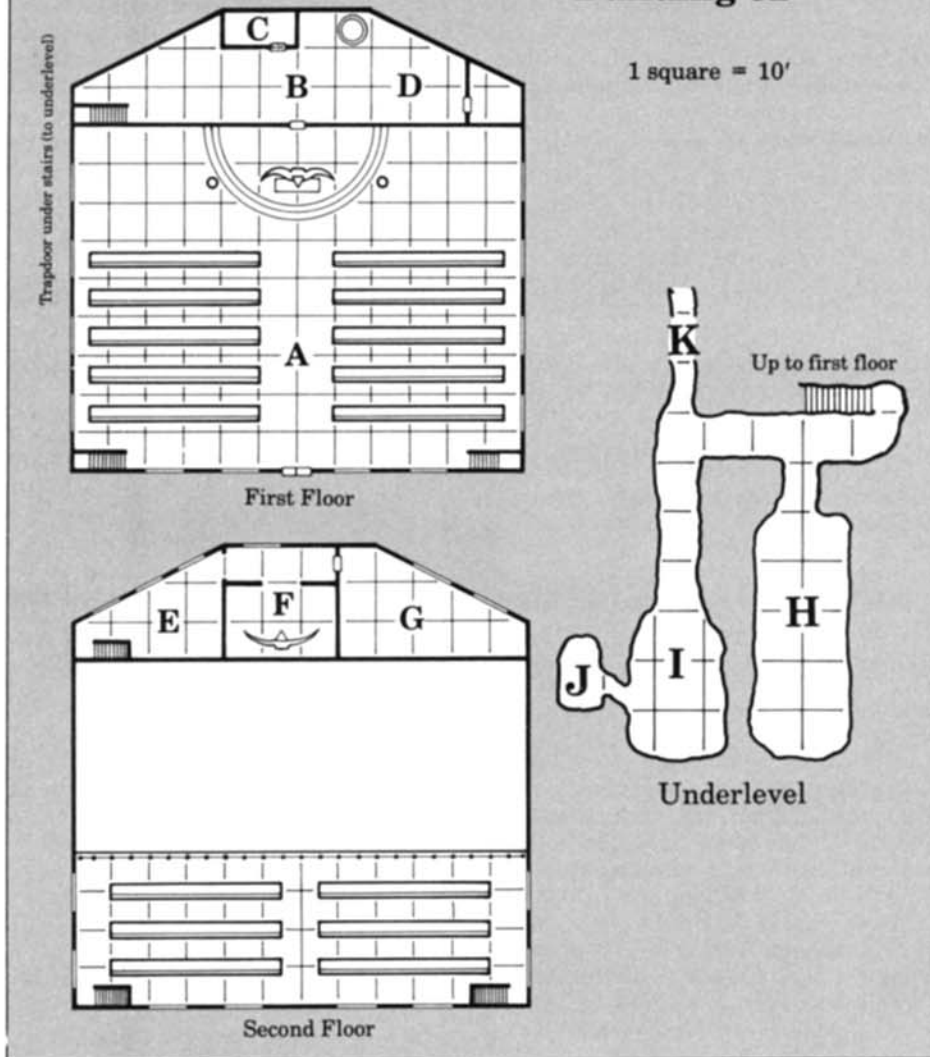 1 square = 10'
Trapdoor under stairs (to underlevel)
C
B
D
A
First Floor
K
Up to first floor
H
I
J
Underlevel
E
F
G
Second Floor